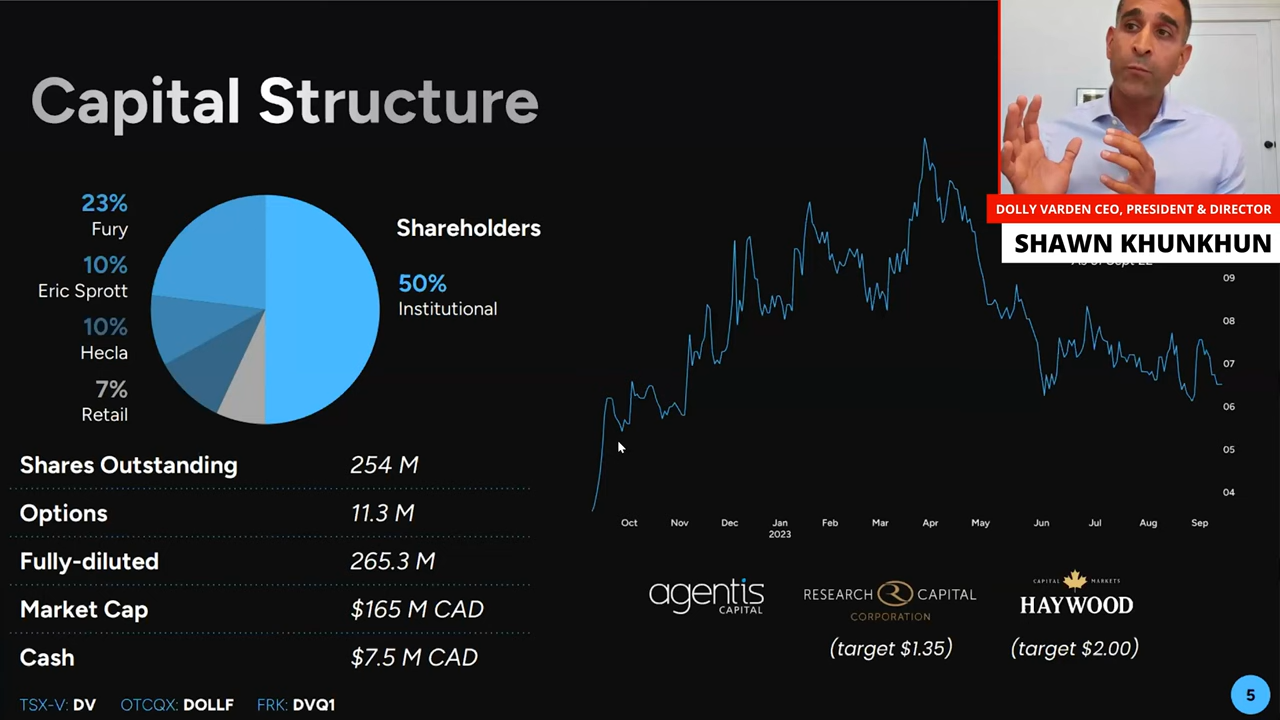 Capital Structure
23%
Fury
10%
Eric Sprott
10%
Hecla
7%
Retail
Shareholders
50%
Institutional
Shares Outstanding 254 M
Options 11.3 M
Fully-diluted 265.3 M
Market Cap $165 M CAD
Cash $7.5 M CAD
TSX-V: DV OTCQX: DOLLF FRK: DVQ1
DOLLY VARDEN CEO, PRESIDENT & DIRECTOR
SHAWN KHUNKHUN
09
08
07
06
05
04
Oct Nov Dec Jan Feb Mar Apr May Jun Jul Aug Sep
2023
agentis
CAPITAL
RESEARCH R CAPITAL
CORPORATION
(target $1.35)
CAPITAL MARKETS
HAYWOOD
(target $2.00)
5